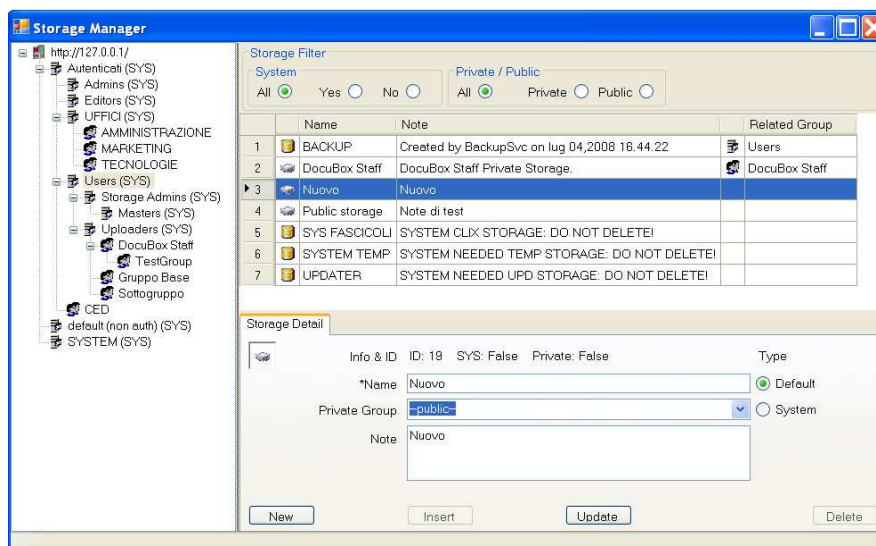 Storage Manager
http://127.0.0.1/
Autenticati (SYS)
Admins (SYS)
Editors (SYS)
UFFICI (SYS)
AMMINISTRAZIONE
MARKETING
TECNOLOGIE
Users (SYS)
Storage Admins (SYS)
Masters (SYS)
Uploaders (SYS)
DocuBox Staff
TestGroup
Gruppo Base
Sottogruppo
CED
default (non auth) (SYS)
SYSTEM (SYS)
Storage Filter
System
All Yes No
Private / Public
All Private Public
Name Note Related Group
1 BACKUP Created by BackupSvc on lug 04,2008 16.44.22 Users
2 DocuBox Staff DocuBox Staff Private Storage. DocuBox Staff
3 Nuovo Nuovo
4 Public storage Note di test
5 SYS FASCICOLI SYSTEM CLIX STORAGE: DO NOT DELETE!
6 SYSTEM TEMP SYSTEM NEEDED TEMP STORAGE: DO NOT DELETE!
7 UPDATER SYSTEM NEEDED UPD STORAGE: DO NOT DELETE!
Storage Detail
Info & ID ID: 19 SYS: False Private: False Type
*Name Nuovo Default
Private Group --public-- System
Note Nuovo
New Insert Update Delete